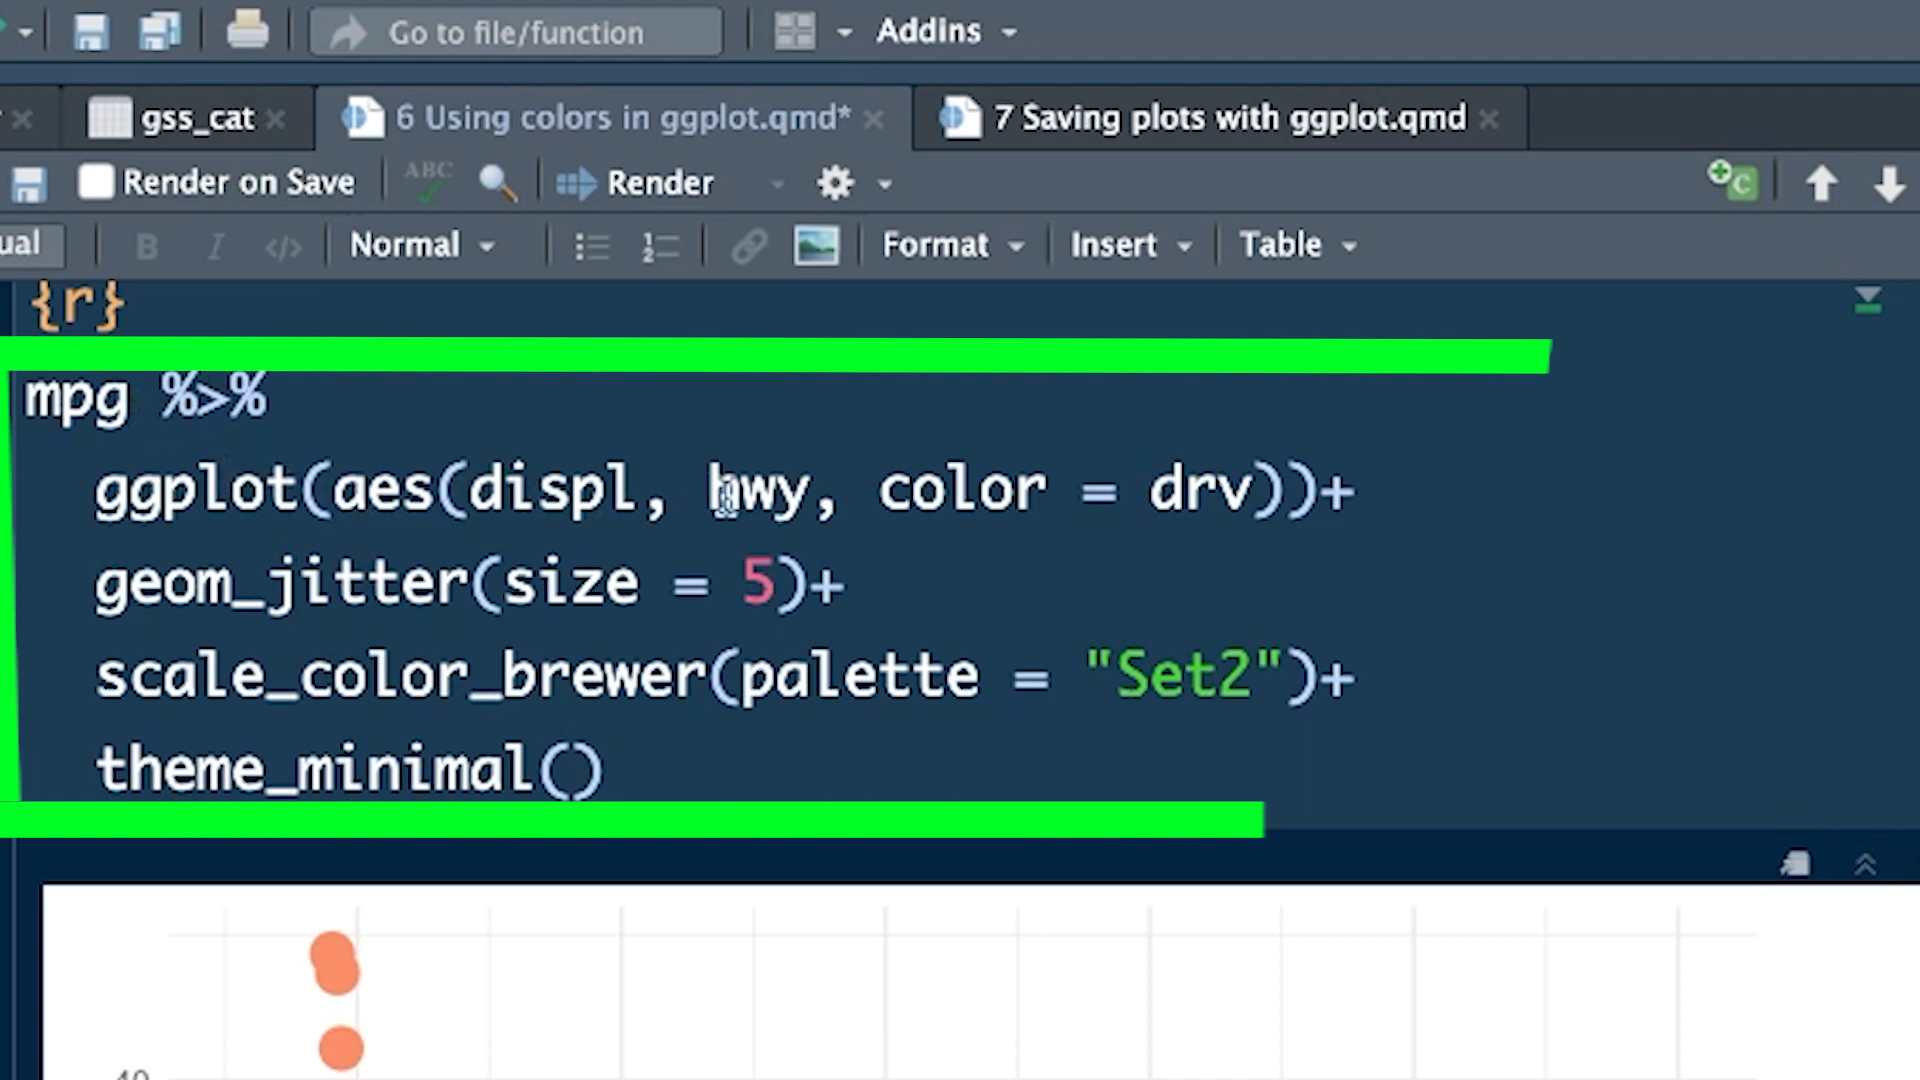 Go to file/function
Addins
gss_cat
6 Using colors in ggplot.qmd*
7 Saving plots with ggplot.qmd
Render on Save
ABC
Render
C
ual
B I </>
Normal
Format
Insert
Table
{r}
mpg %>%
ggplot(aes(displ, hwy, color = drv))+
geom_jitter(size = 5)+
scale_color_brewer(palette = "Set2")+
theme_minimal()
40